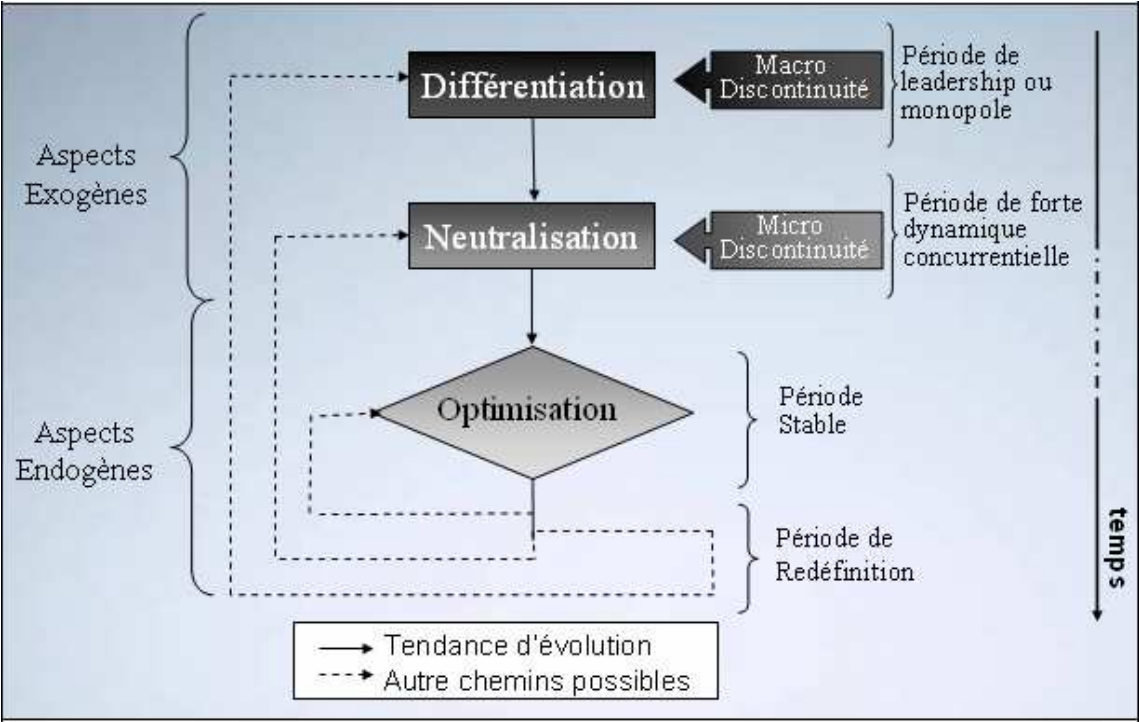 Différentiation
Macro
Discontinuité
Période de
leadership ou
monopole
Aspects
Exogènes
Neutralisation
Micro
Discontinuité
Période de forte
dynamique
concurrentielle
Optimisation
Période
Stable
Aspects
Endogènes
Période de
Redéfinition
temps
Tendance d'évolution
Autre chemins possibles